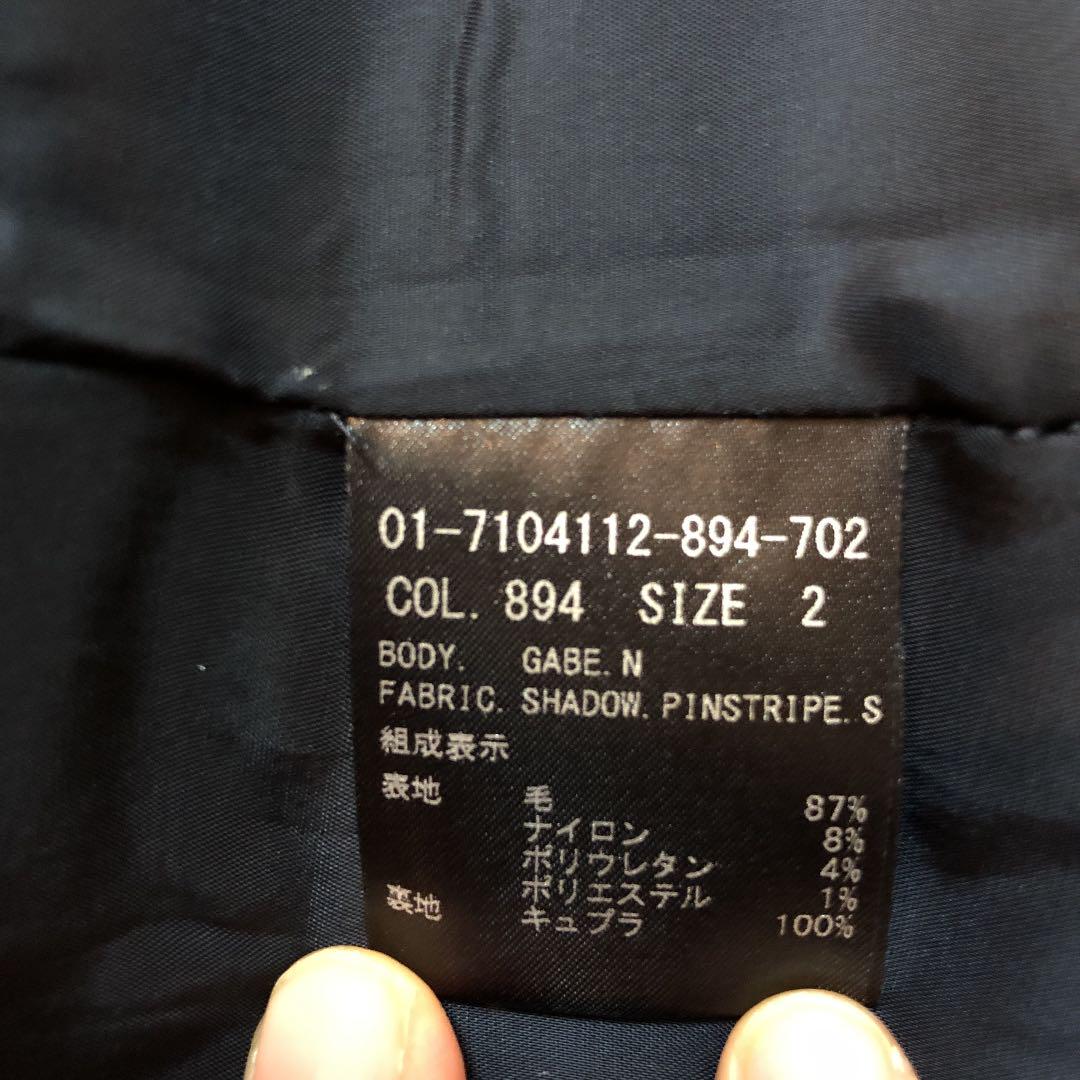 01-7104112-894-702
COL. 894 SIZE 2
BODY. GABE.N
FABRIC. SHADOW.PINSTRIPE.S
組成表示
表地 毛 87%
ナイロン 8%
ポリウレタン 4%
ポリエステル 1%
裏地 キュプラ 100%